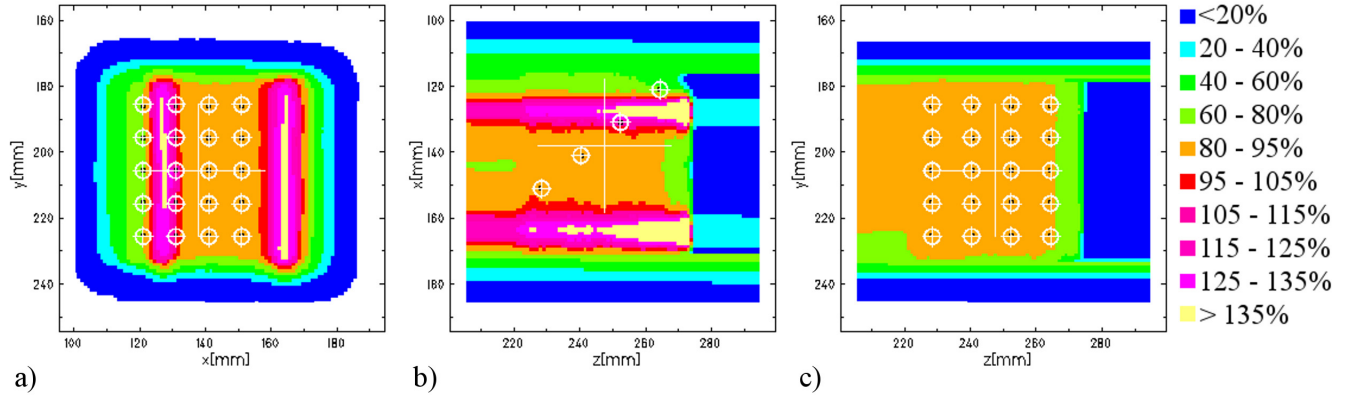 160
180
200
220
240
y[mm]
100
120
140
160
180
x[mm]
a)
100
120
140
160
180
x[mm]
220
240
260
280
z[mm]
b)
160
180
200
220
240
y[mm]
220
240
260
280
z[mm]
c)
<20%
20 - 40%
40 - 60%
60 - 80%
80 - 95%
95 - 105%
105 - 115%
115 - 125%
125 - 135%
> 135%